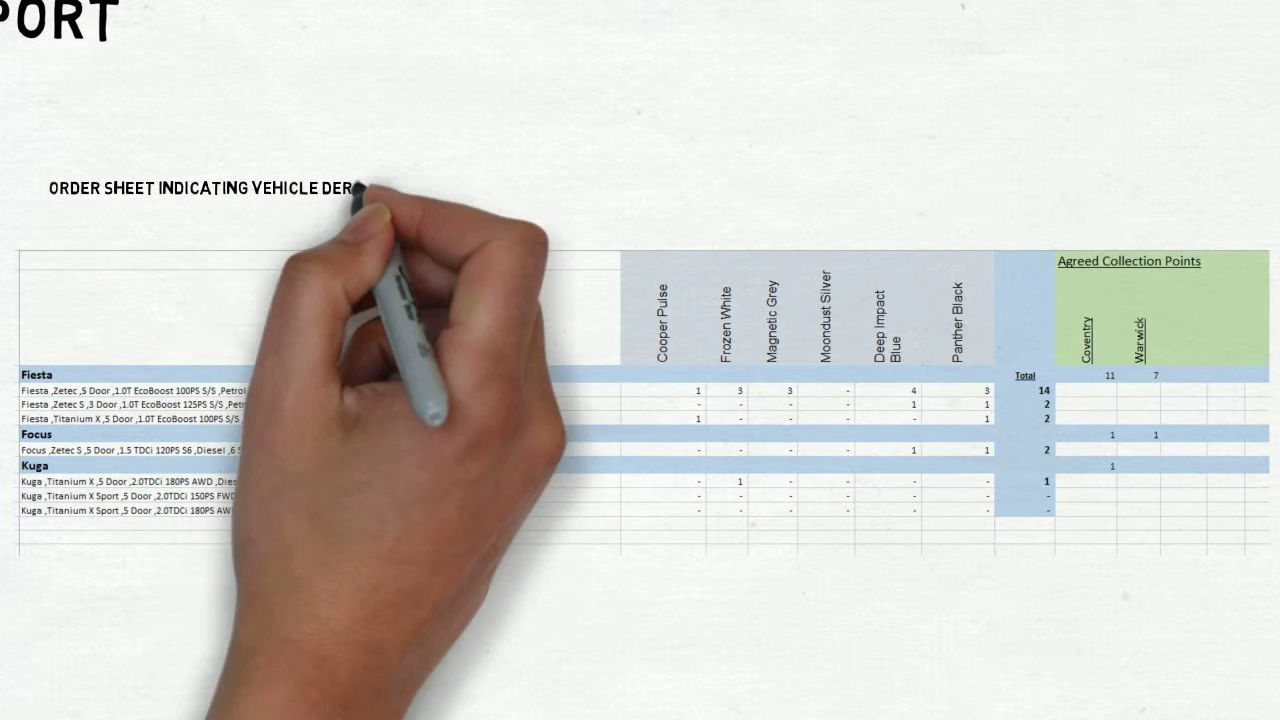 PORT
ORDER SHEET INDICATING VEHICLE DER
Agreed Collection Points
Cooper Pulse Frozen White Magnetic Grey Moondust Silver Deep Impact Blue Panther Black Coventry Warwick
Fiesta Total 11 7
Fiesta ,Zetec ,5 Door ,1.0T EcoBoost 100PS S/S ,Petrol 1 3 3 - 4 3 14
Fiesta ,Zetec S ,3 Door ,1.0T EcoBoost 125PS S/S ,Petr - - - - 1 1 2
Fiesta ,Titanium X ,5 Door ,1.0T EcoBoost 100PS S/S , 1 - - - - 1 2
Focus 1 1
Focus ,Zetec S ,5 Door ,1.5 TDCi 120PS S6 ,Diesel ,6 S - - - - 1 1 2
Kuga 1
Kuga ,Titanium X ,5 Door ,2.0TDCi 180PS AWD ,Dies - 1 - - - - 1
Kuga ,Titanium X Sport ,5 Door ,2.0TDCi 150PS FWD - - - - - - -
Kuga ,Titanium X Sport ,5 Door ,2.0TDCi 180PS AW - - - - - - -